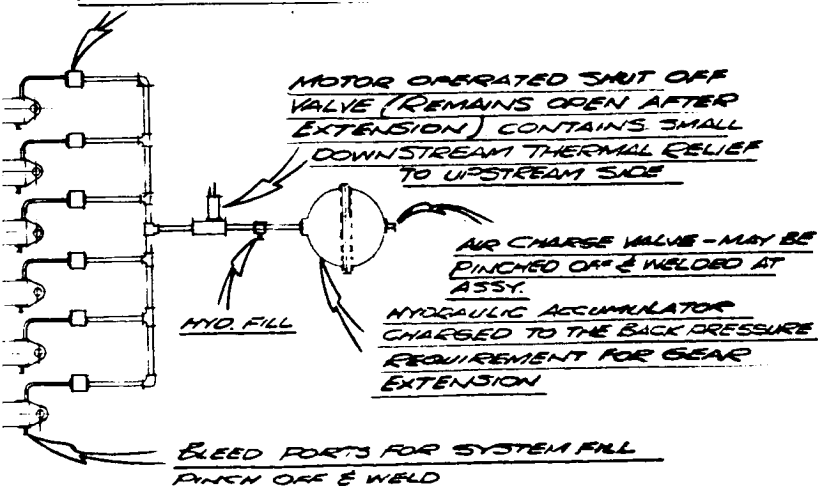 MOTOR OPERATED SHUT OFF
VALVE (REMAINS OPEN AFTER
EXTENSION) CONTAINS SMALL
DOWNSTREAM THERMAL RELIEF
TO UPSTREAM SIDE
AIR CHARGE VALVE - MAY BE
PINCHED OFF & WELDED AT
ASSY.
HYD. FILL
HYDRAULIC ACCUMULATOR
CHARGED TO THE BACK PRESSURE
REQUIREMENT FOR GEAR
EXTENSION
BLEED PORTS FOR SYSTEM FILL
PINCH OFF & WELD